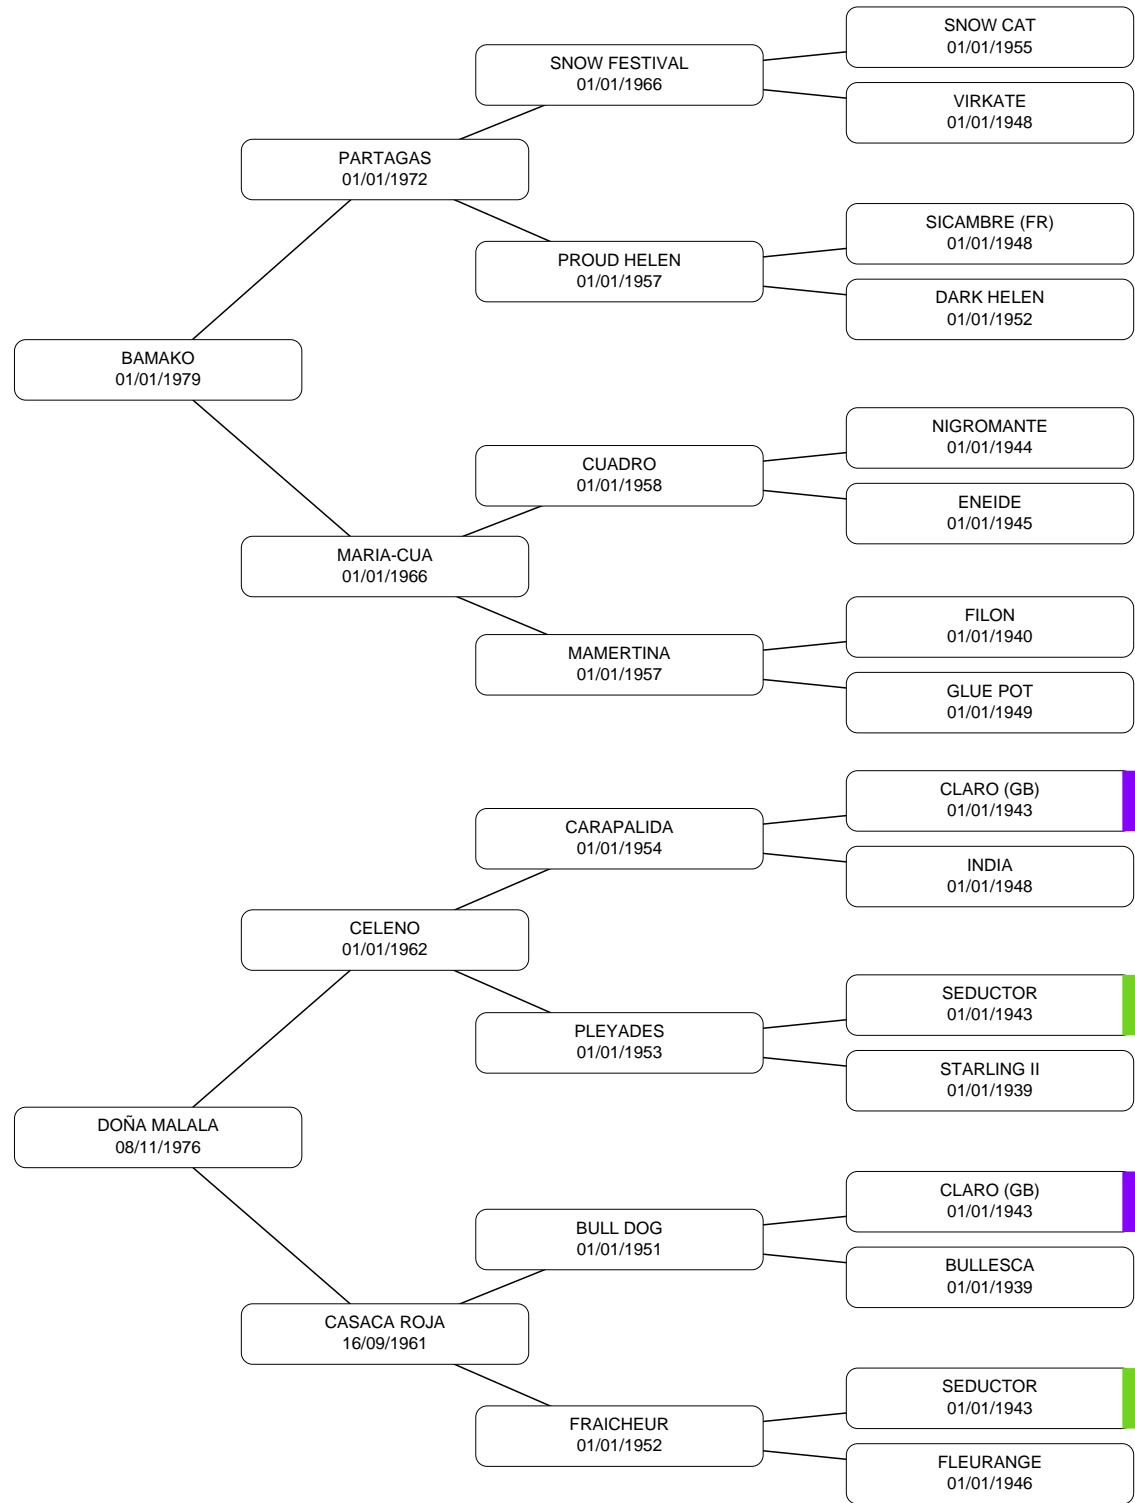 SNOW CAT
01/01/1955
SNOW FESTIVAL
01/01/1966
VIRKATE
01/01/1948
PARTAGAS
01/01/1972
SICAMBRE (FR)
01/01/1948
PROUD HELEN
01/01/1957
DARK HELEN
01/01/1952
BAMAKO
01/01/1979
NIGROMANTE
01/01/1944
CUADRO
01/01/1958
ENEIDE
01/01/1945
MARIA-CUA
01/01/1966
FILON
01/01/1940
MAMERTINA
01/01/1957
GLUE POT
01/01/1949
CLARO (GB)
01/01/1943
CARAPALIDA
01/01/1954
INDIA
01/01/1948
CELENO
01/01/1962
SEDUCTOR
01/01/1943
PLEYADES
01/01/1953
STARLING II
01/01/1939
DOÑA MALALA
08/11/1976
CLARO (GB)
01/01/1943
BULL DOG
01/01/1951
BULLESCA
01/01/1939
CASACA ROJA
16/09/1961
SEDUCTOR
01/01/1943
FRAICHEUR
01/01/1952
FLEURANGE
01/01/1946